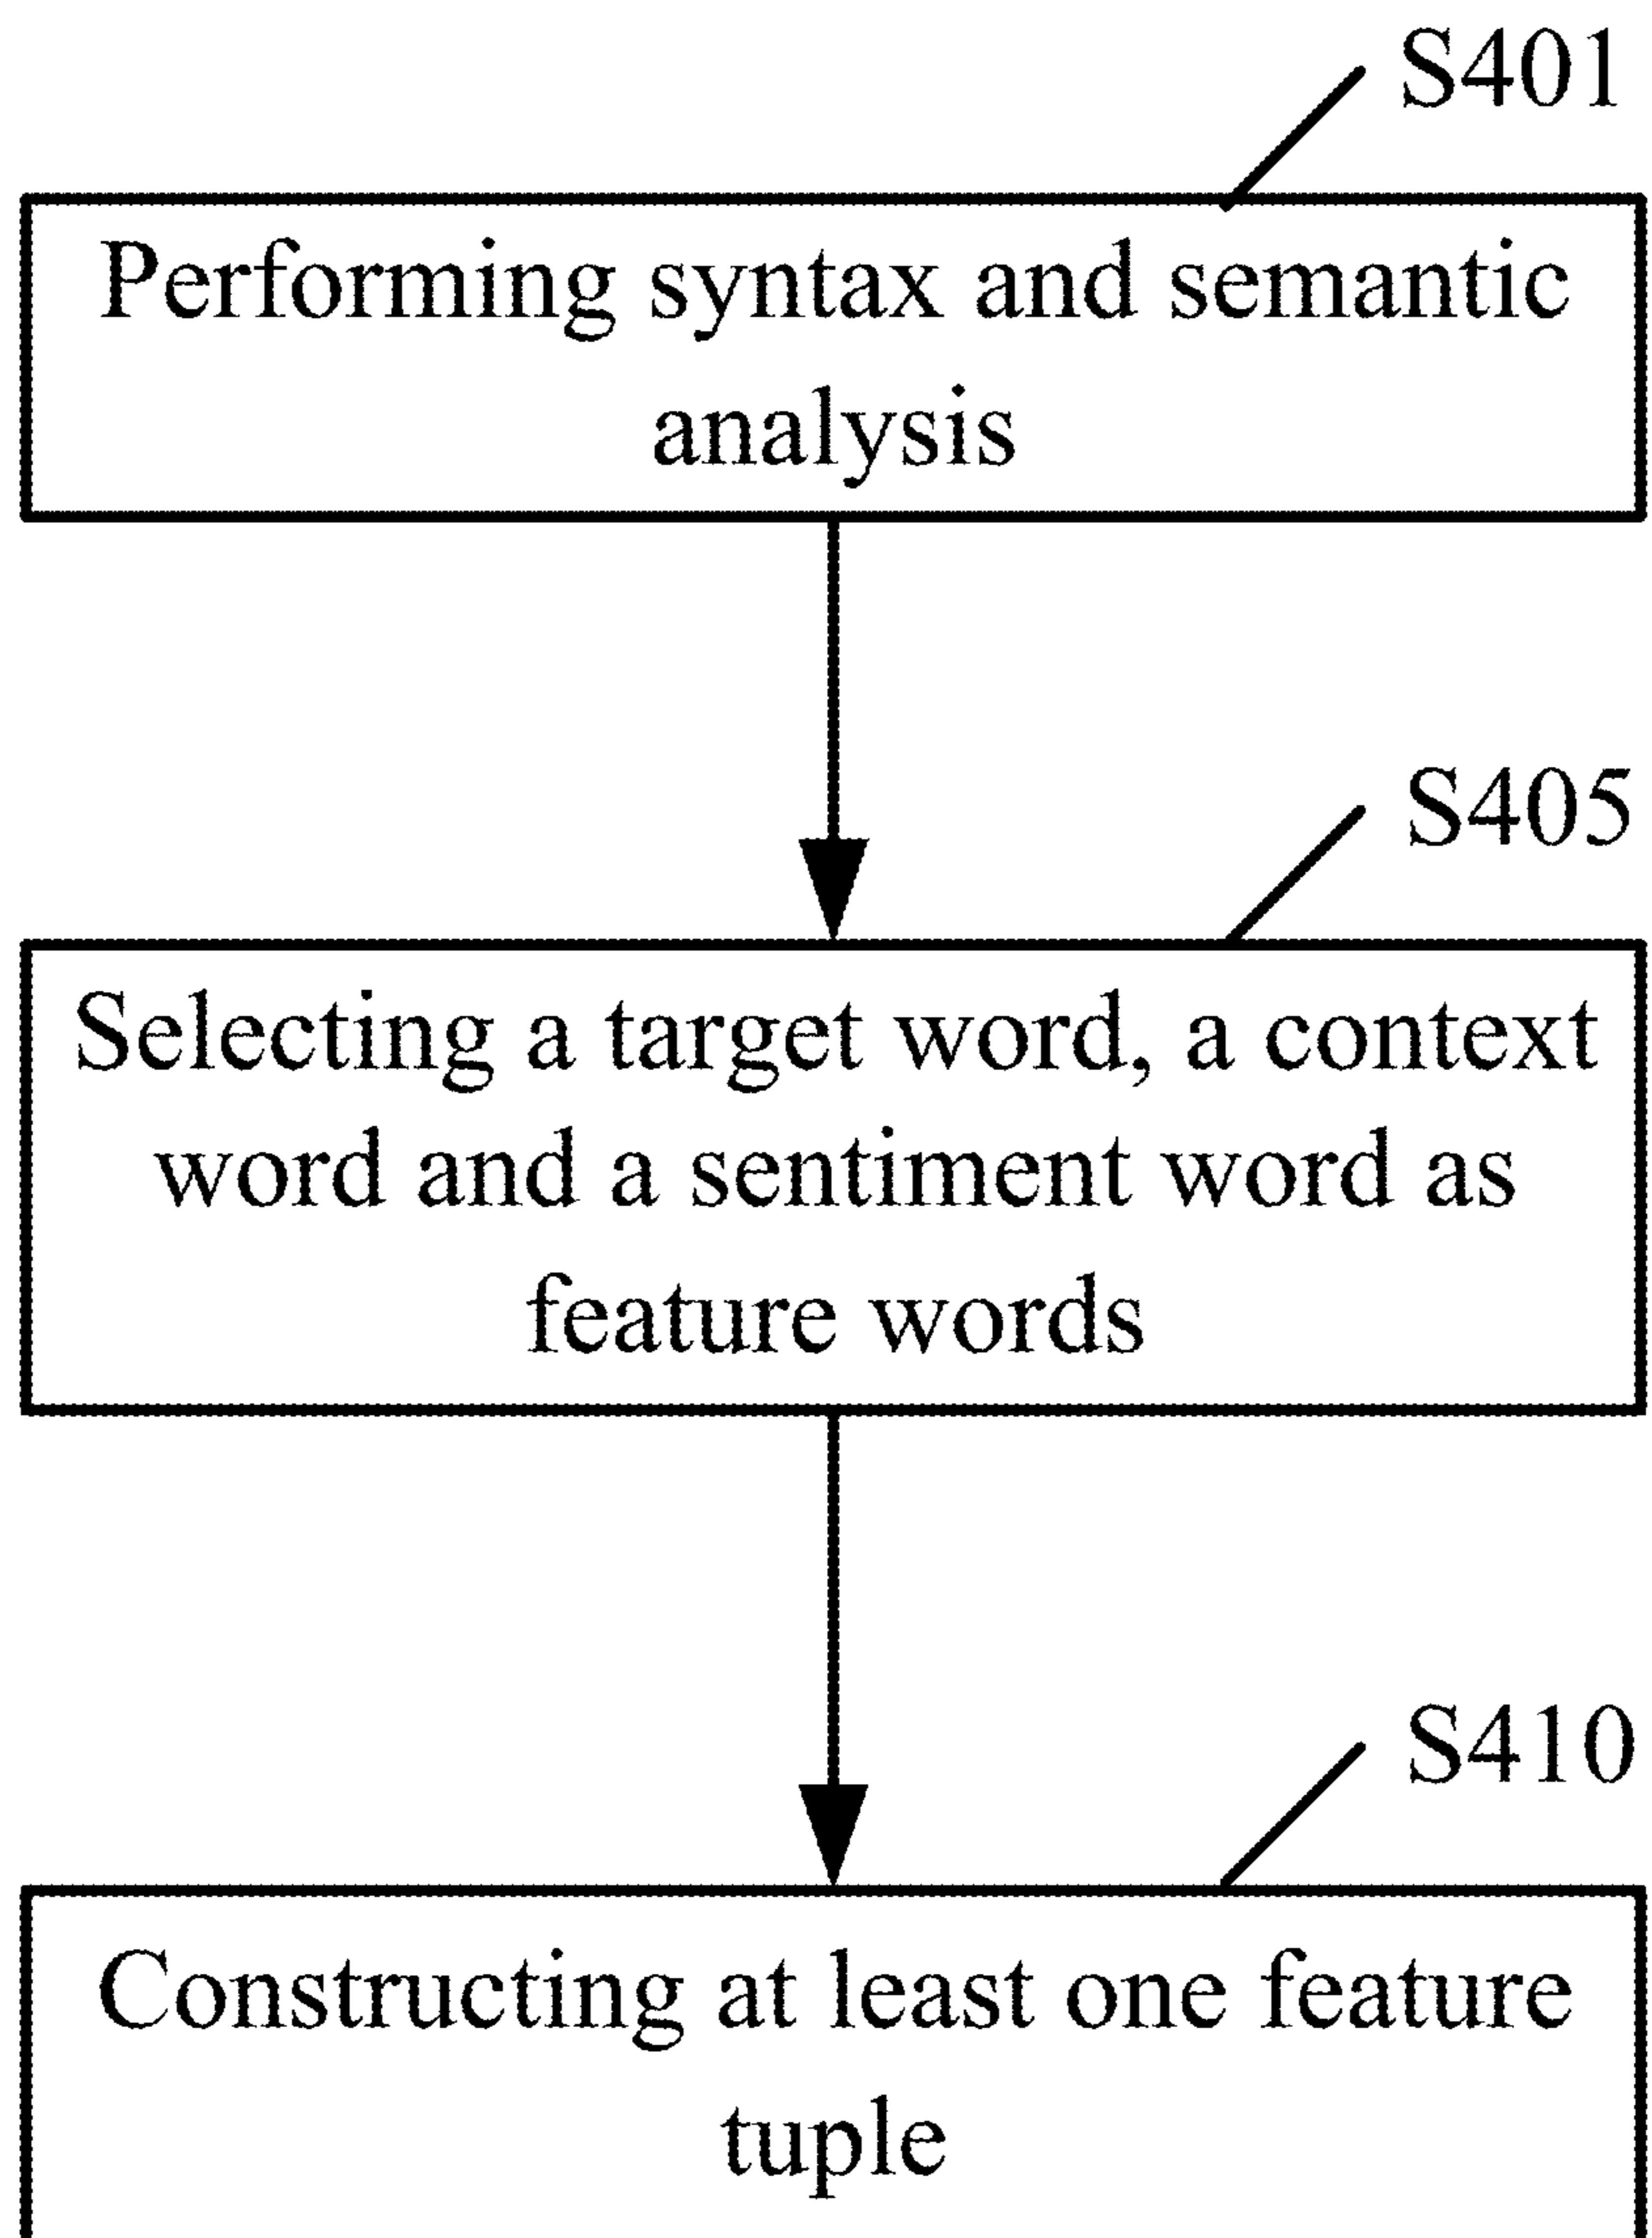 S401
Performing syntax and semantic
analysis
S405
Selecting a target word, a context
word and a sentiment word as
feature words
S410
Constructing at least one feature
tuple